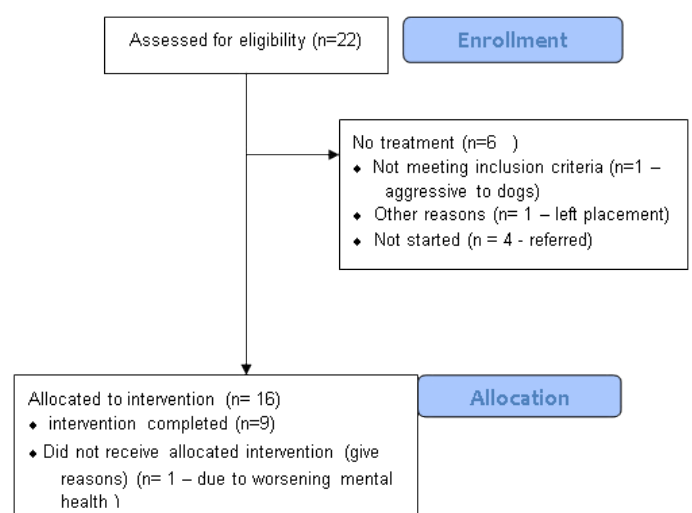 Assessed for eligibility (n=22)
Enrollment
No treatment (n=6 )
⬥ Not meeting inclusion criteria (n=1 –
aggressive to dogs)
⬥ Other reasons (n= 1 – left placement)
⬥ Not started (n = 4 - referred)
Allocated to intervention (n= 16)
⬥ intervention completed (n=9)
⬥ Did not receive allocated intervention (give
reasons) (n= 1 – due to worsening mental
health )
Allocation